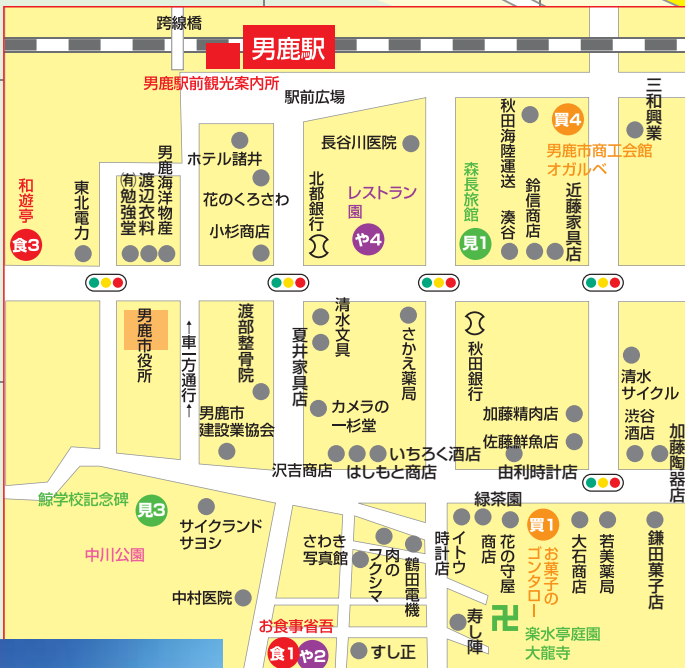 跨線橋
男鹿駅
男鹿駅前観光案内所
駅前広場
三和興業
秋田海陸運送
買4
男鹿市商工会館
オガルベ
長谷川医院
ホテル諸井
男鹿海洋物産
渡辺衣料
㈲勉強堂
東北電力
和遊亭
食3
花のくろさわ
小杉商店
北都銀行
レストラン
園
や4
森長旅館
見1
湊谷
鈴信商店
近藤家具店
男鹿市役所
←車一方通行→
渡部整骨院
夏井家具店
清水文具
さかえ薬局
秋田銀行
清水
サイクル
男鹿市
建設業協会
カメラの
一杉堂
加藤精肉店
佐藤鮮魚店
渋谷
酒店
加藤陶器店
沢吉商店
はしもと商店
いちろく酒店
由利時計店
鯨学校記念碑
見3
サイクランド
サヨシ
中川公園
中村医院
さわき
写真館
肉の
フクシマ
鶴田電機
イトウ
時計店
緑茶園
商店
花の守屋
買1
お菓子の
ゴンタロー
大石商店
若美薬局
鎌田菓子店
お食事省吾
食1
や2
すし正
寿し陣
卍
楽水亭庭園
大龍寺